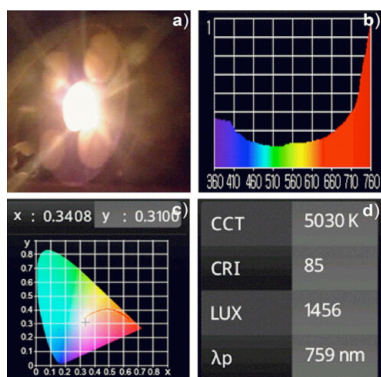 a)
b)
1
360 410 460 510 560 610 660 710 760
x : 0.3408 y : 0.3100
c)
y
0.8
0.7
0.6
0.5
0.4
0.3
0.2
0.1
0
0 0.1 0.2 0.3 0.4 0.5 0.6 0.7 0.8 x
d)
CCT 5030 K
CRI 85
LUX 1456
λp 759 nm